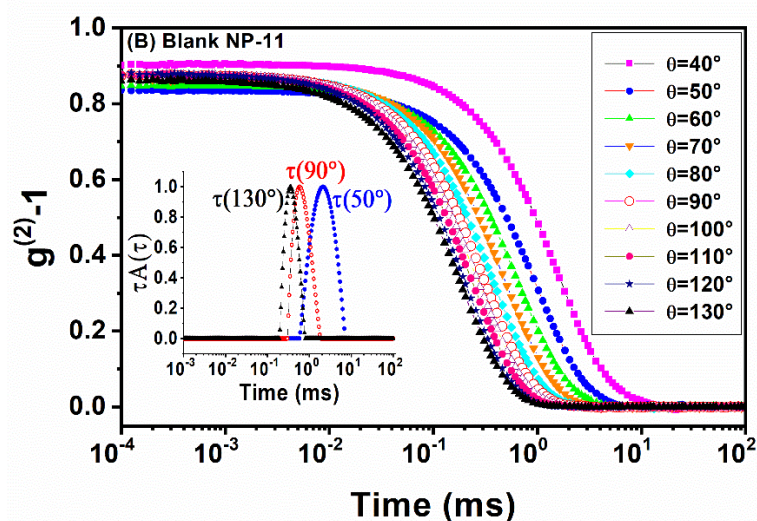 (B) Blank NP-11
g⁽²⁾-1
1.0
0.8
0.6
0.4
0.2
0.0
10⁻⁴
10⁻³
10⁻²
10⁻¹
10⁰
10¹
10²
Time (ms)
θ=40°
θ=50°
θ=60°
θ=70°
θ=80°
θ=90°
θ=100°
θ=110°
θ=120°
θ=130°
τ(90°)
τ(130°)
τ(50°)
τA(τ)
1.0
0.8
0.6
0.4
0.2
0.0
10⁻³
10⁻²
10⁻¹
10⁰
10¹
10²
Time (ms)